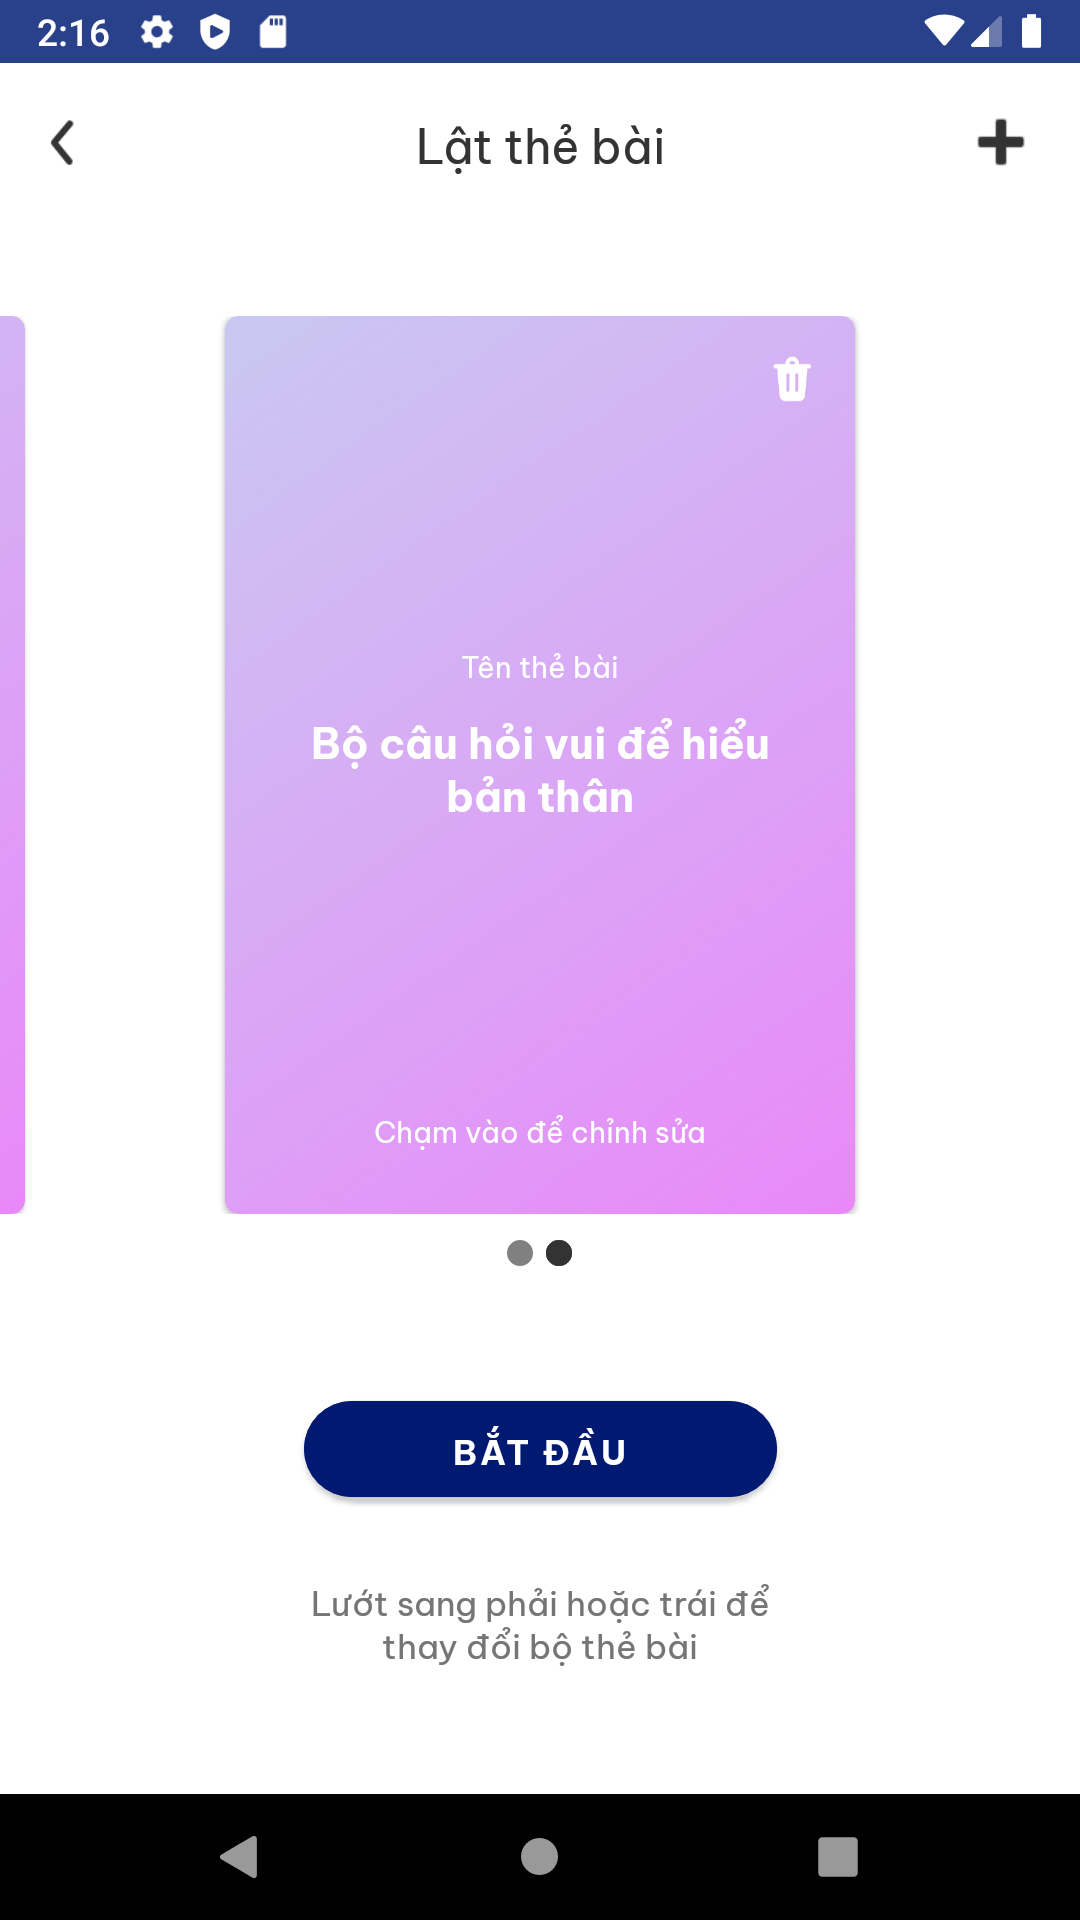 2:16
Lật thẻ bài
Tên thẻ bài
Bộ câu hỏi vui để hiểu
bản thân
Chạm vào để chỉnh sửa
BẮT ĐẦU
Lướt sang phải hoặc trái để
thay đổi bộ thẻ bài